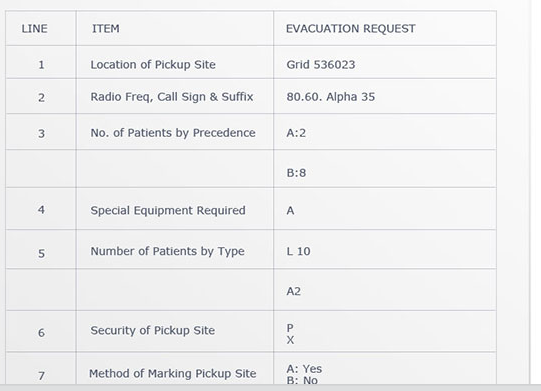 LINE ITEM EVACUATION REQUEST
1 Location of Pickup Site Grid 536023
2 Radio Freq, Call Sign & Suffix 80.60. Alpha 35
3 No. of Patients by Precedence A:2
B:8
4 Special Equipment Required A
5 Number of Patients by Type L 10
A2
6 Security of Pickup Site P
X
7 Method of Marking Pickup Site A: Yes
B: No